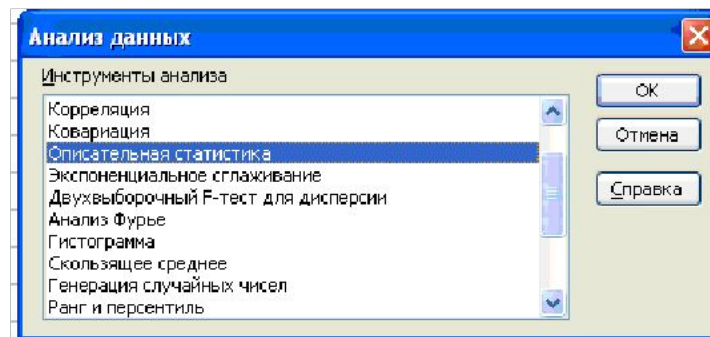 Анализ данных
Инструменты анализа
Корреляция
Ковариация
Описательная статистика
Экспоненциальное сглаживание
Двухвыборочный F-тест для дисперсии
Анализ Фурье
Гистограмма
Скользящее среднее
Генерация случайных чисел
Ранг и персентиль
ОК
Отмена
Справка